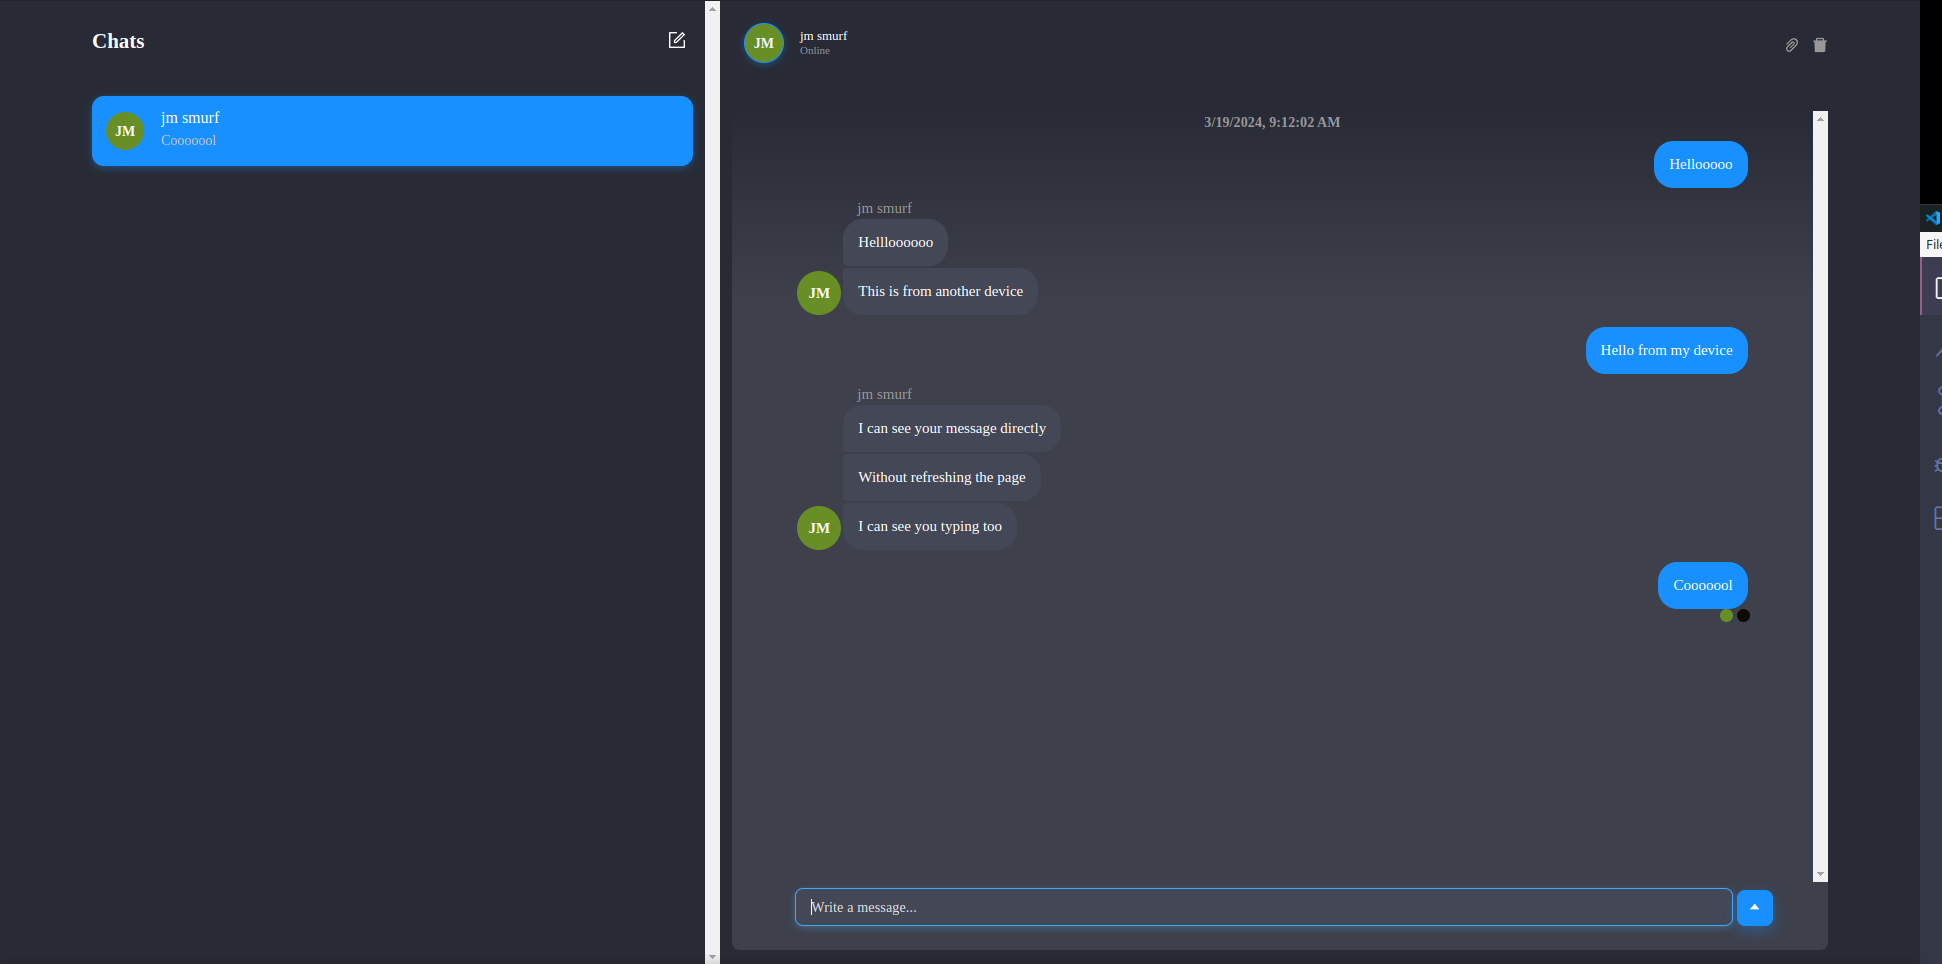 Chats
JM
jm smurf
Cooooool
JM
jm smurf
Online
3/19/2024, 9:12:02 AM
Hellooooo
jm smurf
Hellloooooo
JM
This is from another device
Hello from my device
jm smurf
I can see your message directly
Without refreshing the page
JM
I can see you typing too
Cooooool
Write a message...
File